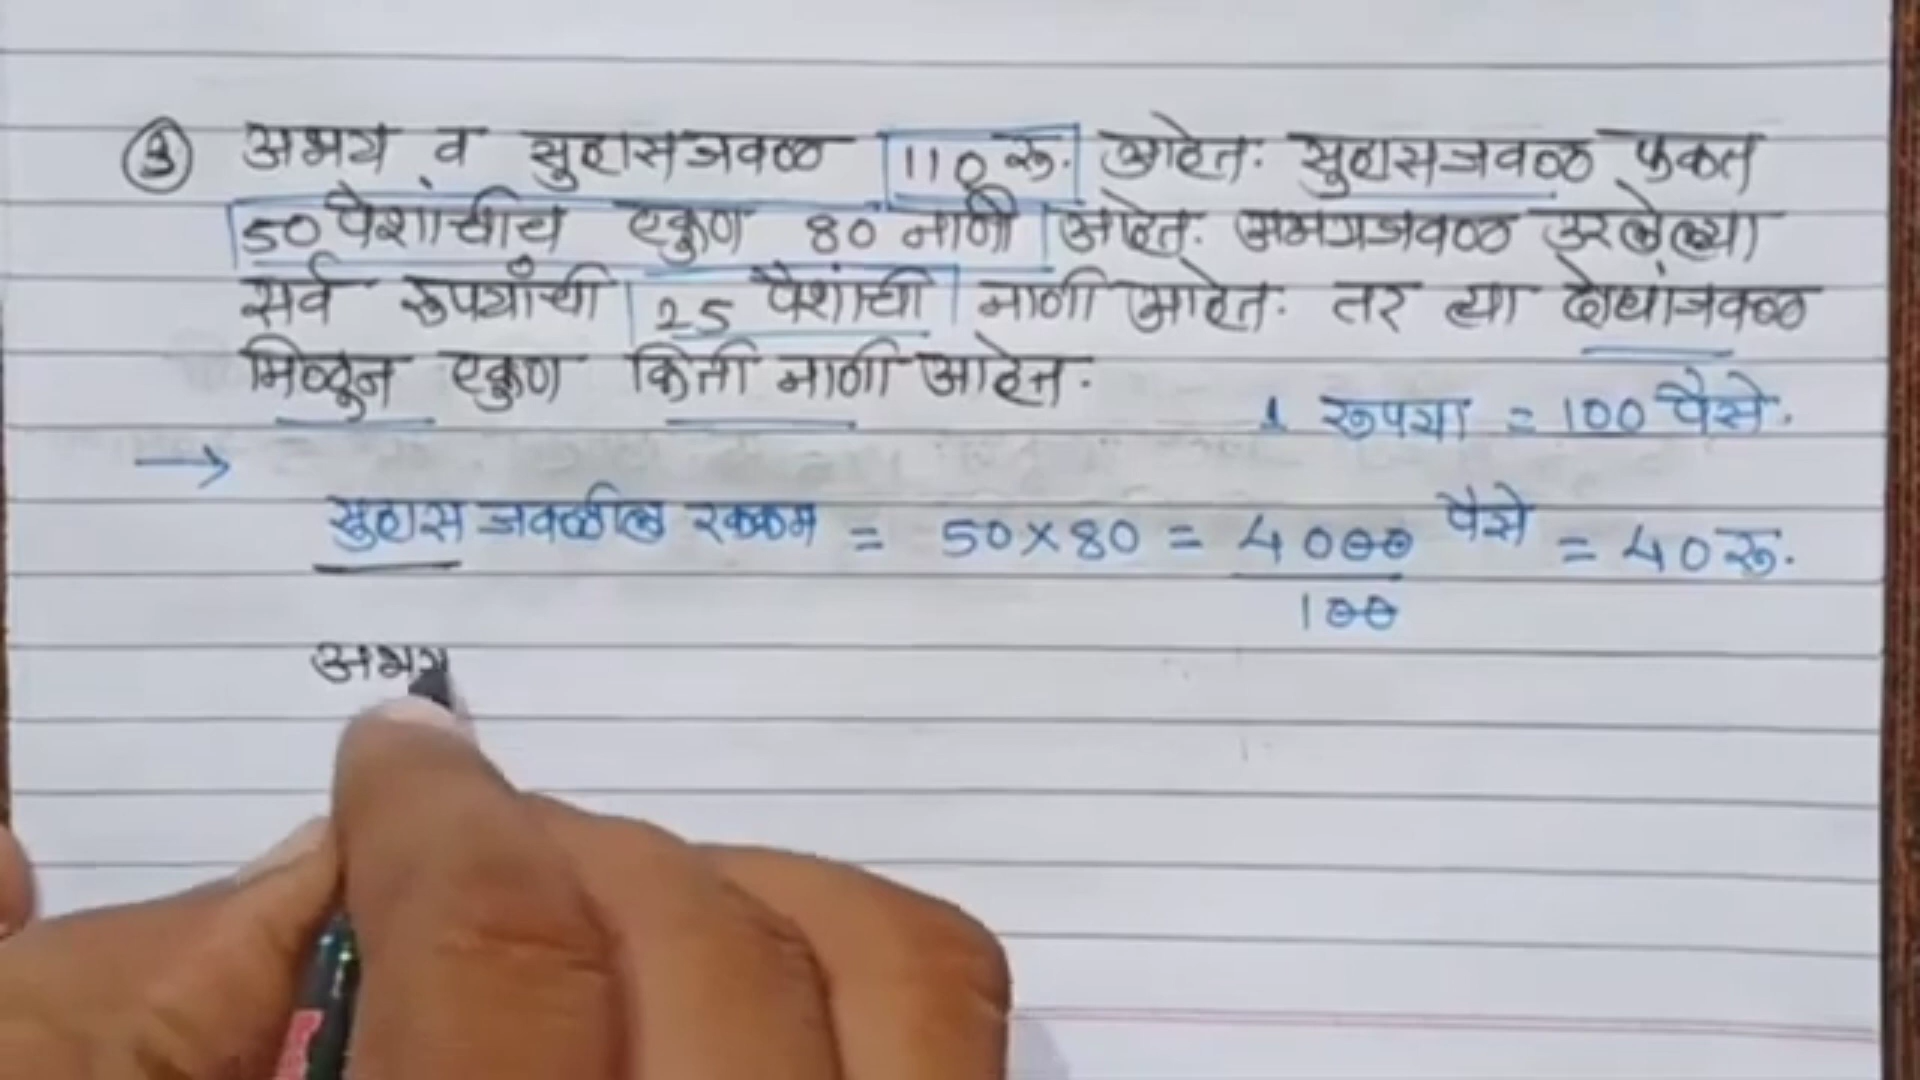 ③ अभय व सुहासजवळ 110 रु. आहेत. सुहासजवळ फक्त
50 पैशांचीच एकुण 80 नाणी आहेत. अभयजवळ उरलेल्या
सर्व रुपयांची 25 पैशांची नाणी आहेत. तर त्या दोघांजवळ
मिळून एकुण किती नाणी आहेत.
1 रुपया = 100 पैसे.
→
सुहास जवळील रक्कम = 50 × 80 = 4000 पैसे = 40 रु.
100
अभय